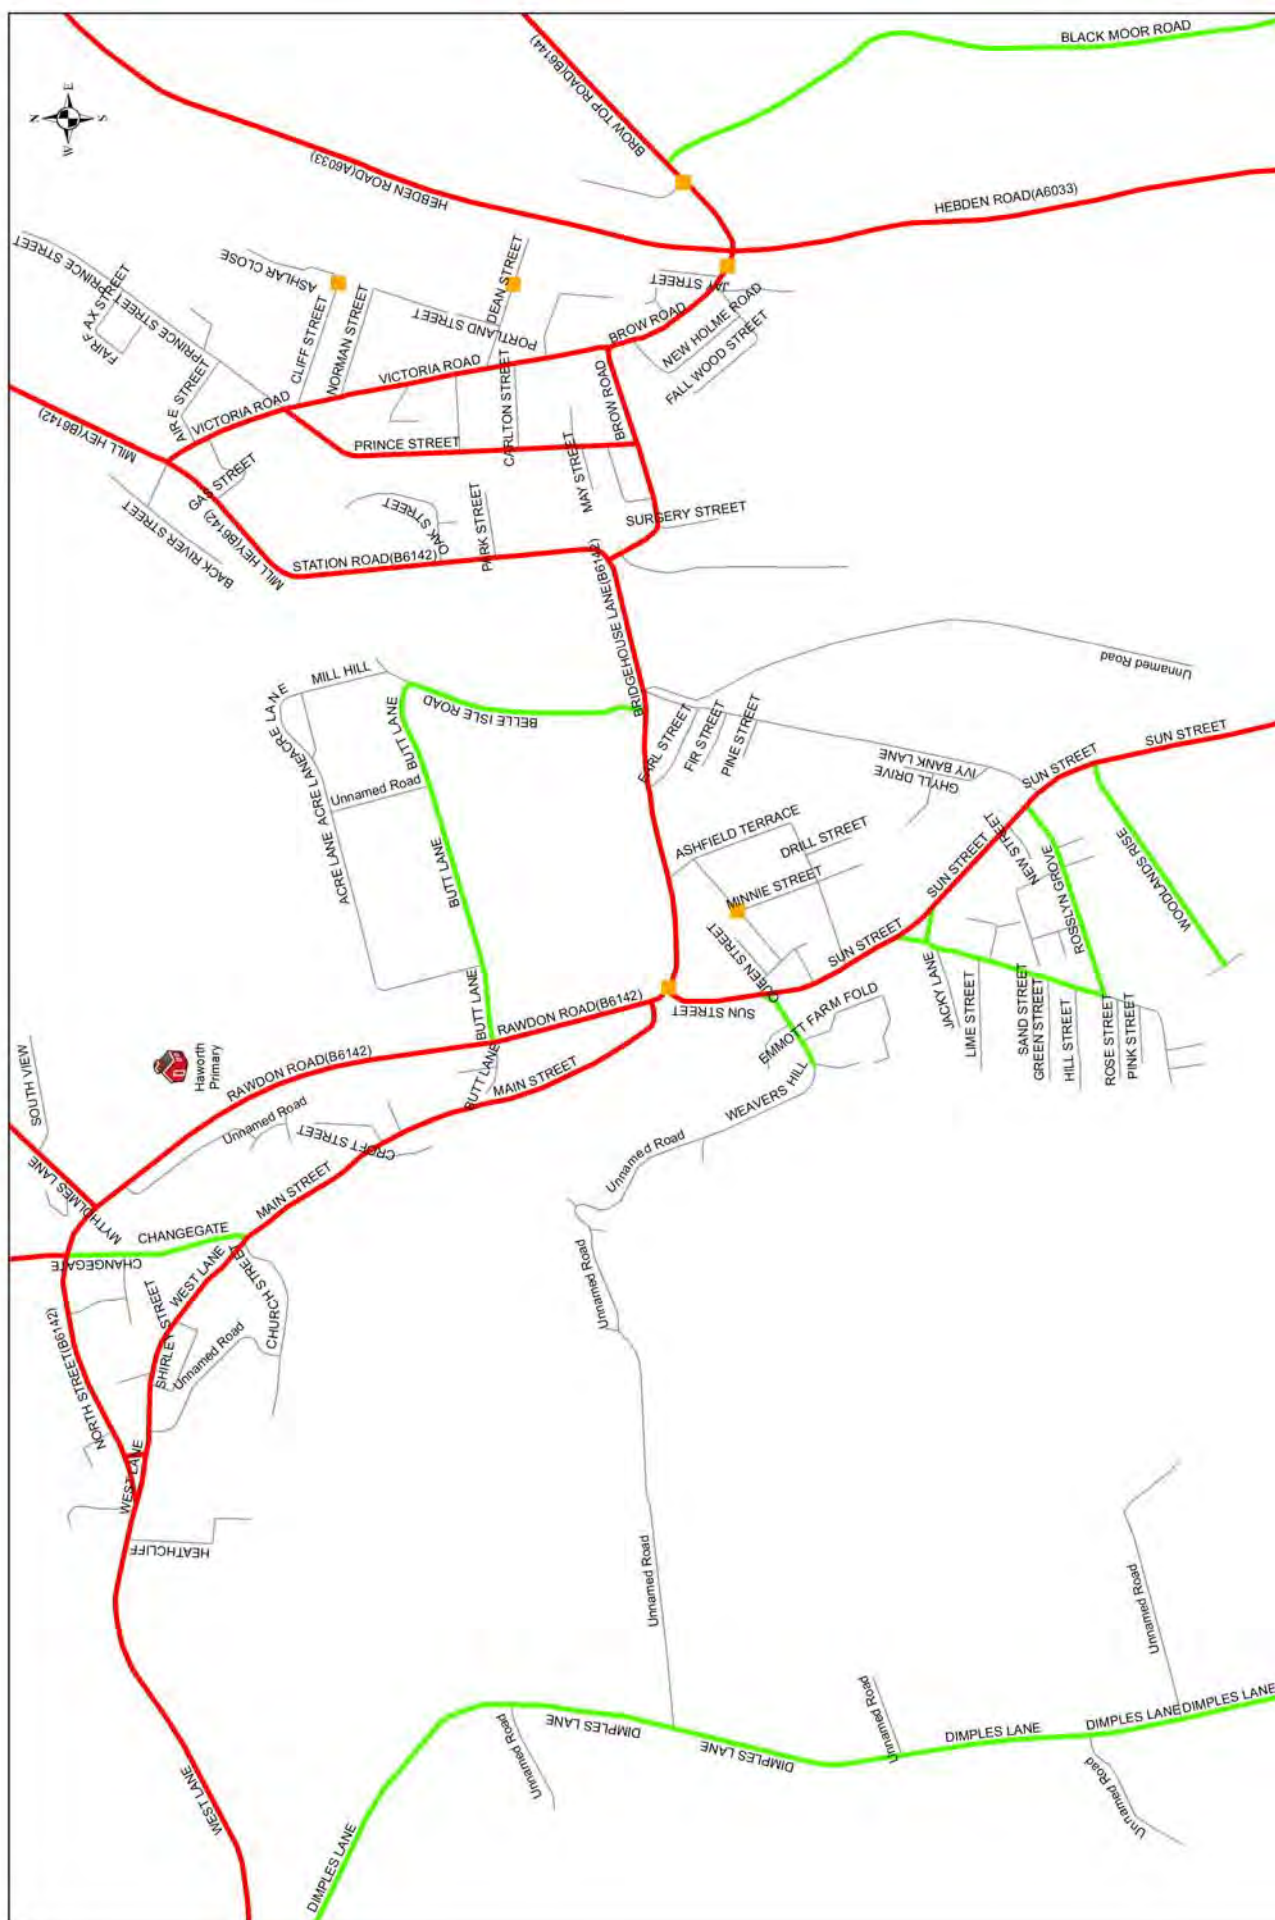 BLACK MOOR ROAD
BROW TOP ROAD(B6144)
N
E
S
W
HEBDEN ROAD(A6033)
HEBDEN ROAD(A6033)
PRINCE STREET
ASHLAR CLOSE
FAIRFAX STREET
PRINCE STREET
DEAN STREET
JAY STREET
CLIFF STREET
NORMAN STREET
PORTLAND STREET
BROW ROAD
NEW HOLME ROAD
FALL WOOD STREET
AIRE STREET
VICTORIA ROAD
VICTORIA ROAD
MILL HEY(B6142)
PRINCE STREET
CARLTON STREET
BROW ROAD
MAY STREET
GAS STREET
BACK RIVER STREET
MILL HEY(B6142)
OAK STREET
PARK STREET
SURGERY STREET
STATION ROAD(B6142)
BRIDGEHOUSE LANE(B6142)
MILL HILL
ACRE LANE
BUTT LANE
BELLE ISLE ROAD
Unnamed Road
EARL STREET
FIR STREET
PINE STREET
ACRE LANE
ACRE LANE
Unnamed Road
IVY BANK LANE
GHYLL DRIVE
SUN STREET
SUN STREET
ACRE LANE
BUTT LANE
ASHFIELD TERRACE
DRILL STREET
MINNIE STREET
NEW STREET
SUN STREET
ROSSLYN GROVE
WOODLANDS RISE
QUEEN STREET
SUN STREET
BUTT LANE
RAWDON ROAD(B6142)
SUN STREET
EMMOTT FARM FOLD
JACKY LANE
LIME STREET
SAND STREET
GREEN STREET
HILL STREET
ROSE STREET
PINK STREET
SOUTH VIEW
Haworth
Primary
RAWDON ROAD(B6142)
BUTT LANE
MAIN STREET
WEAVERS HILL
Unnamed Road
CROFT STREET
Unnamed Road
MYTHOLMES LANE
MAIN STREET
CHANGEGATE
CHANGEGATE
WEST LANE
CHURCH STREET
SHIRLEY STREET
Unnamed Road
Unnamed Road
NORTH STREET(B6142)
WEST LANE
HEATHCLIFF
Unnamed Road
Unnamed Road
WEST LANE
DIMPLES LANE
Unnamed Road
DIMPLES LANE
DIMPLES LANE
Unnamed Road
DIMPLES LANE
DIMPLES LANE
DIMPLES LANE
Unnamed Road